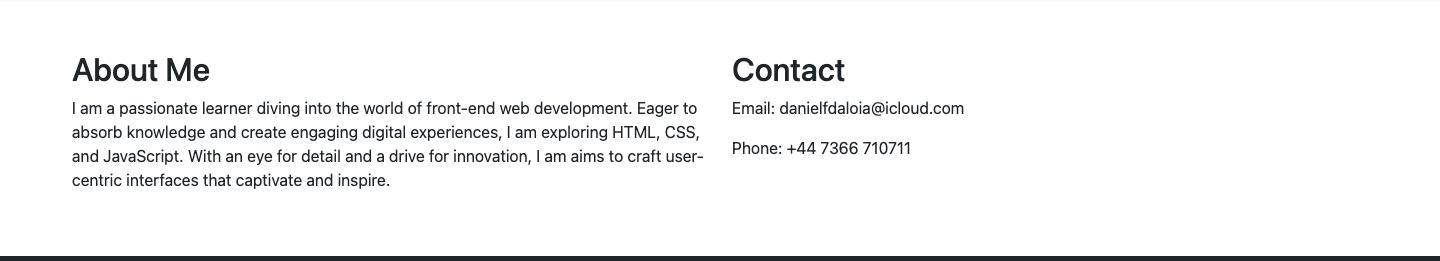 About Me
I am a passionate learner diving into the world of front-end web development. Eager to
absorb knowledge and create engaging digital experiences, I am exploring HTML, CSS,
and JavaScript. With an eye for detail and a drive for innovation, I am aims to craft user-
centric interfaces that captivate and inspire.
Contact
Email: danielfdaloia@icloud.com
Phone: +44 7366 710711